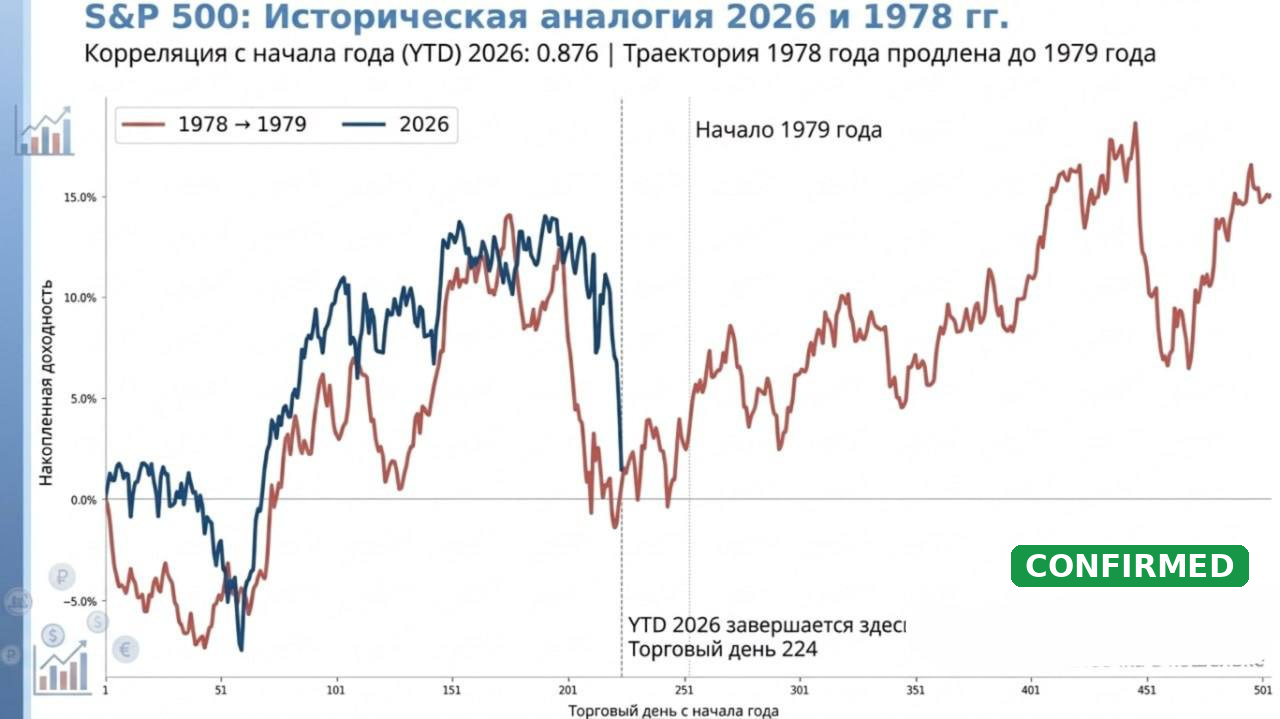 S&P 500: Историческая аналогия 2026 и 1978 гг.
Корреляция с начала года (YTD) 2026: 0.876 | Траектория 1978 года продлена до 1979 года
1978 → 1979
2026
Начало 1979 года
15.0%
10.0%
5.0%
0.0%
−5.0%
Накопленная доходность
CONFIRMED
YTD 2026 завершается
Торговый день 224
1 51 101 151 201 251 301 351 401 451 501
Торговый день с начала года